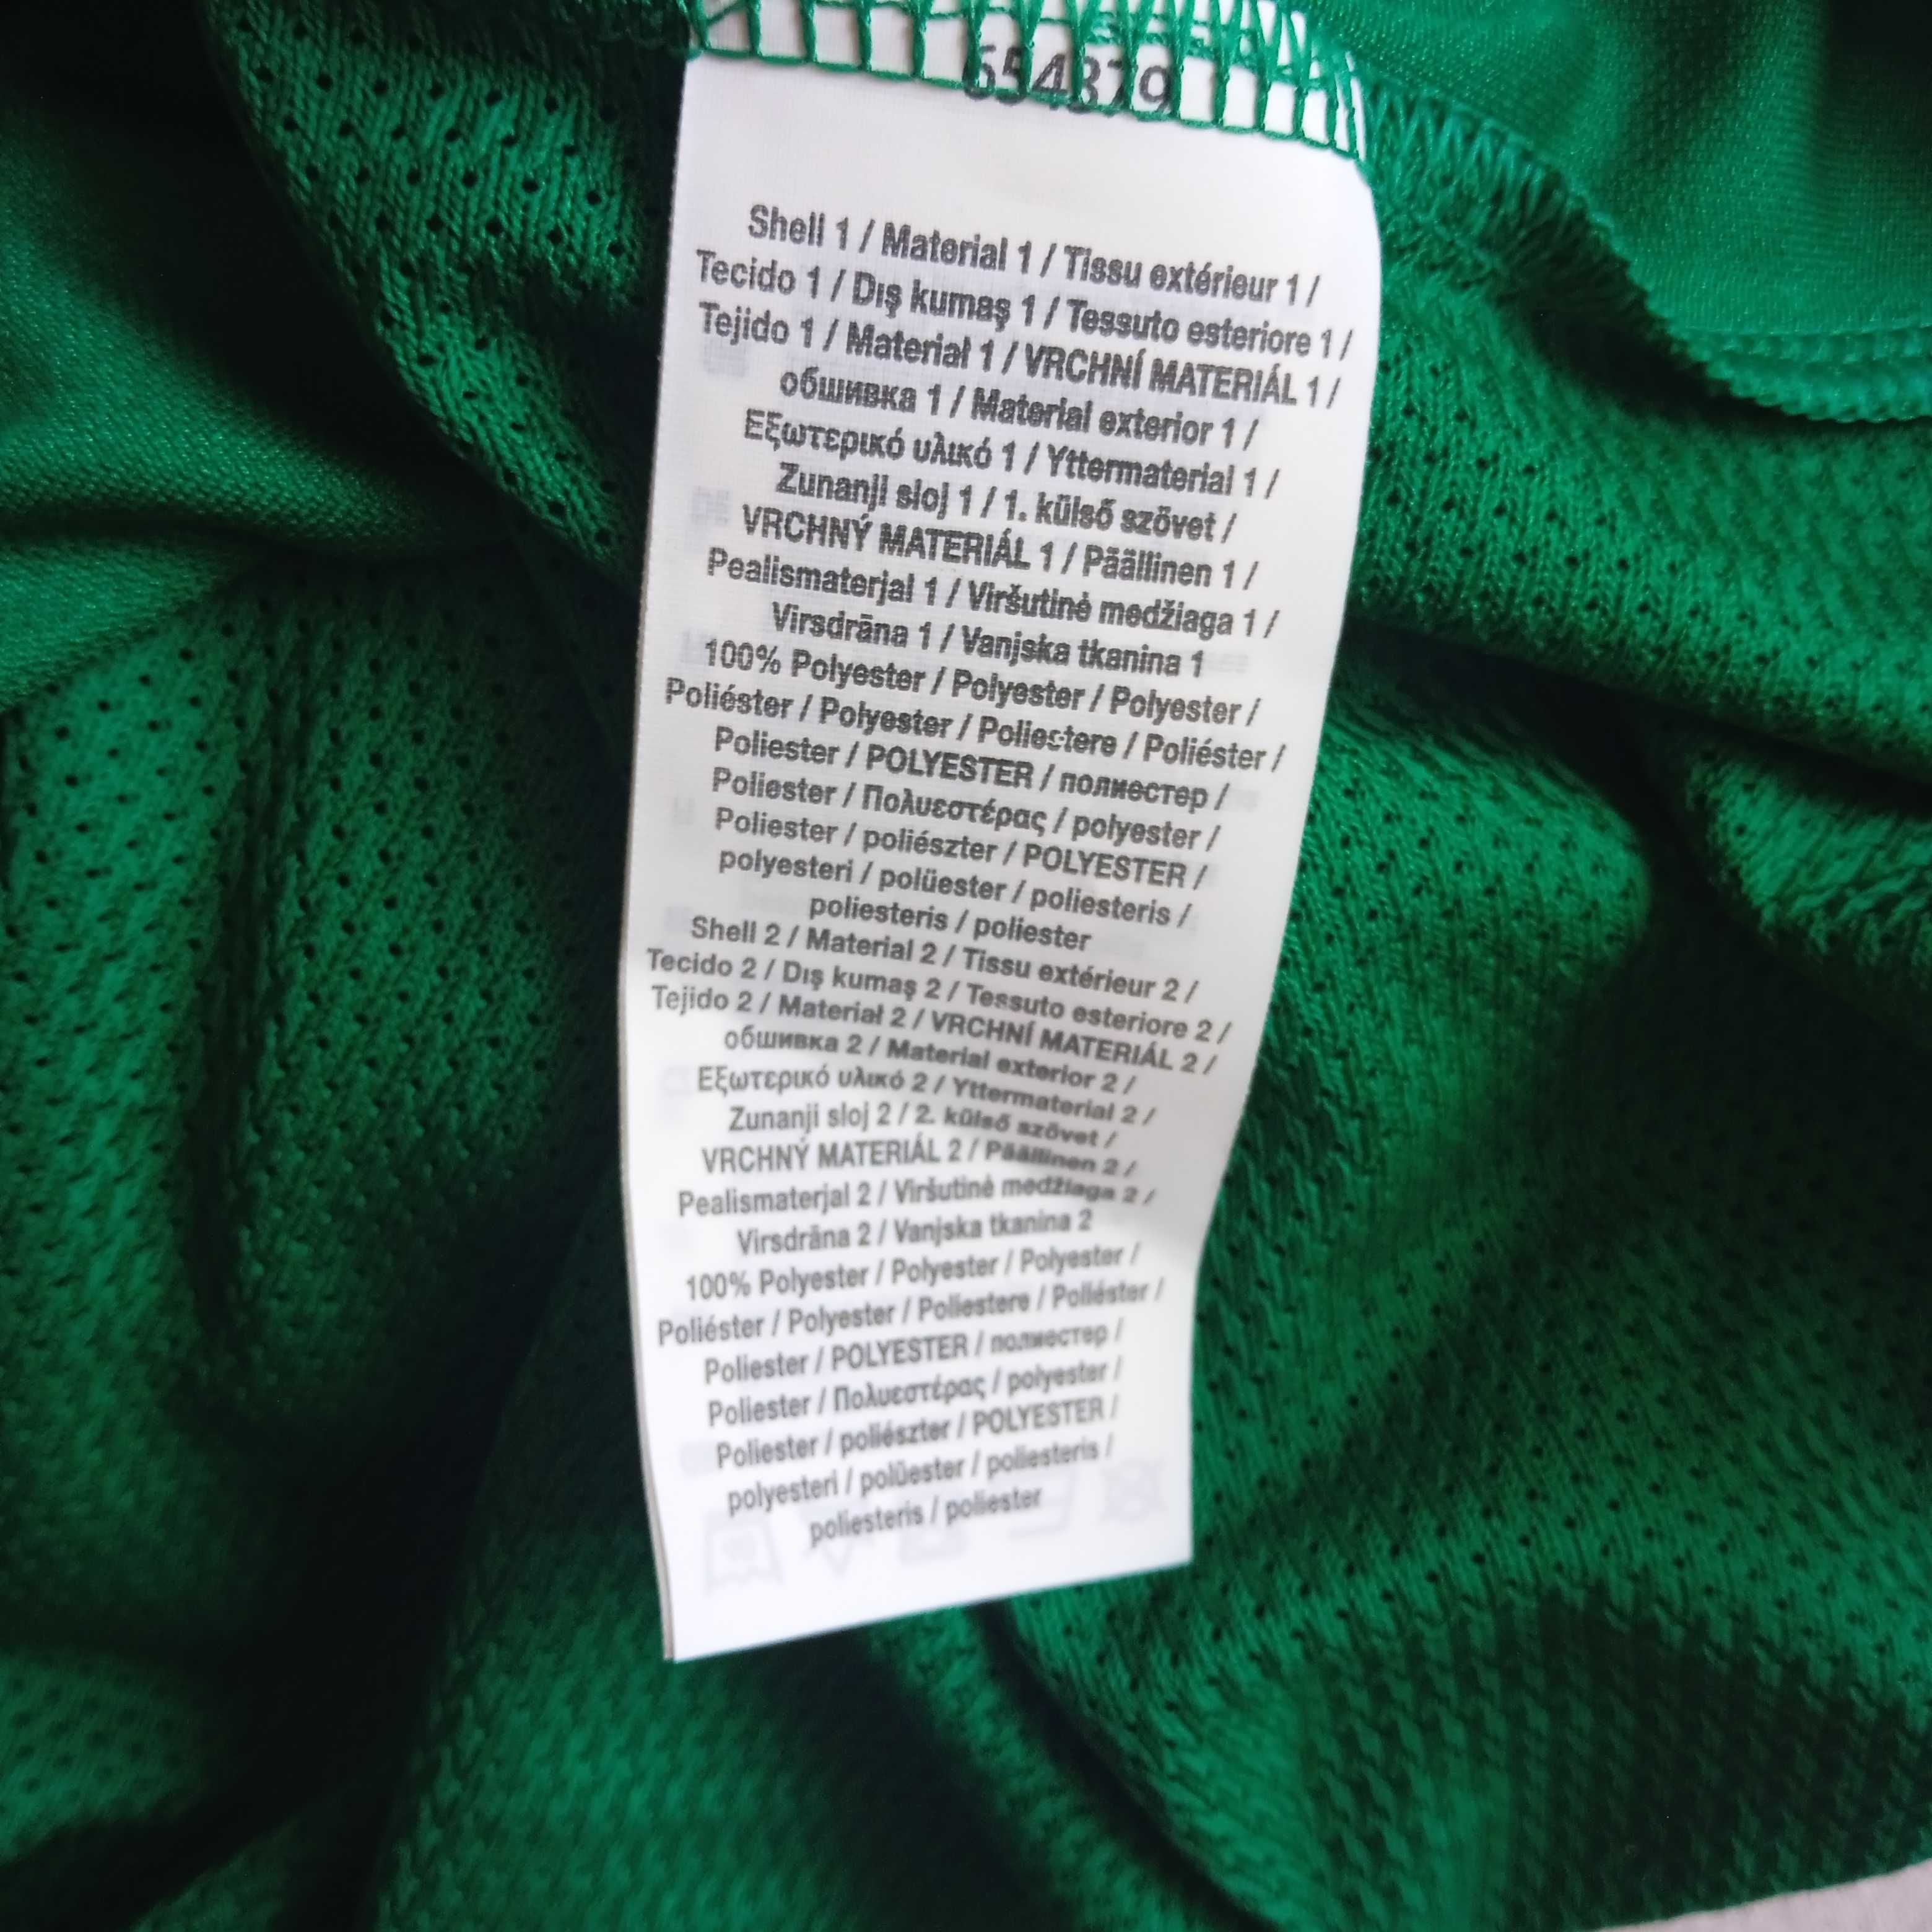 654379
Shell 1 / Material 1 / Tissu extérieur 1 /
Tecido 1 / Dış kumaş 1 / Tessuto esteriore 1 /
Tejido 1 / Materiał 1 / VRCHNÍ MATERIÁL 1 /
обшивка 1 / Material exterior 1 /
Εξωτερικό υλικό 1 / Yttermaterial 1 /
Zunanji sloj 1 / 1. külső szövet /
VRCHNÝ MATERIÁL 1 / Päällinen 1 /
Pealismaterjal 1 / Viršutinė medžiaga 1 /
Virsdrāna 1 / Vanjska tkanina 1
100% Polyester / Polyester / Polyester /
Poliéster / Polyester / Poliestere / Poliéster /
Poliester / POLYESTER / полиестер /
Poliester / Πολυεστέρας / polyester /
Poliester / poliészter / POLYESTER /
polyesteri / polüester / poliesteris /
poliesteris / poliester
Shell 2 / Material 2 / Tissu extérieur 2 /
Tecido 2 / Dış kumaş 2 / Tessuto esteriore 2 /
Tejido 2 / Materiał 2 / VRCHNÍ MATERIÁL 2 /
обшивка 2 / Material exterior 2 /
Εξωτερικό υλικό 2 / Yttermaterial 2 /
Zunanji sloj 2 / 2. külső szövet /
VRCHNÝ MATERIÁL 2 / Päällinen 2 /
Pealismaterjal 2 / Viršutinė medžiaga 2 /
Virsdrāna 2 / Vanjska tkanina 2
100% Polyester / Polyester / Polyester /
Poliéster / Polyester / Poliestere / Poliéster /
Poliester / POLYESTER / полиестер /
Poliester / Πολυεστέρας / polyester /
Poliester / poliészter / POLYESTER /
polyesteri / polüester / poliesteris /
poliesteris / poliester